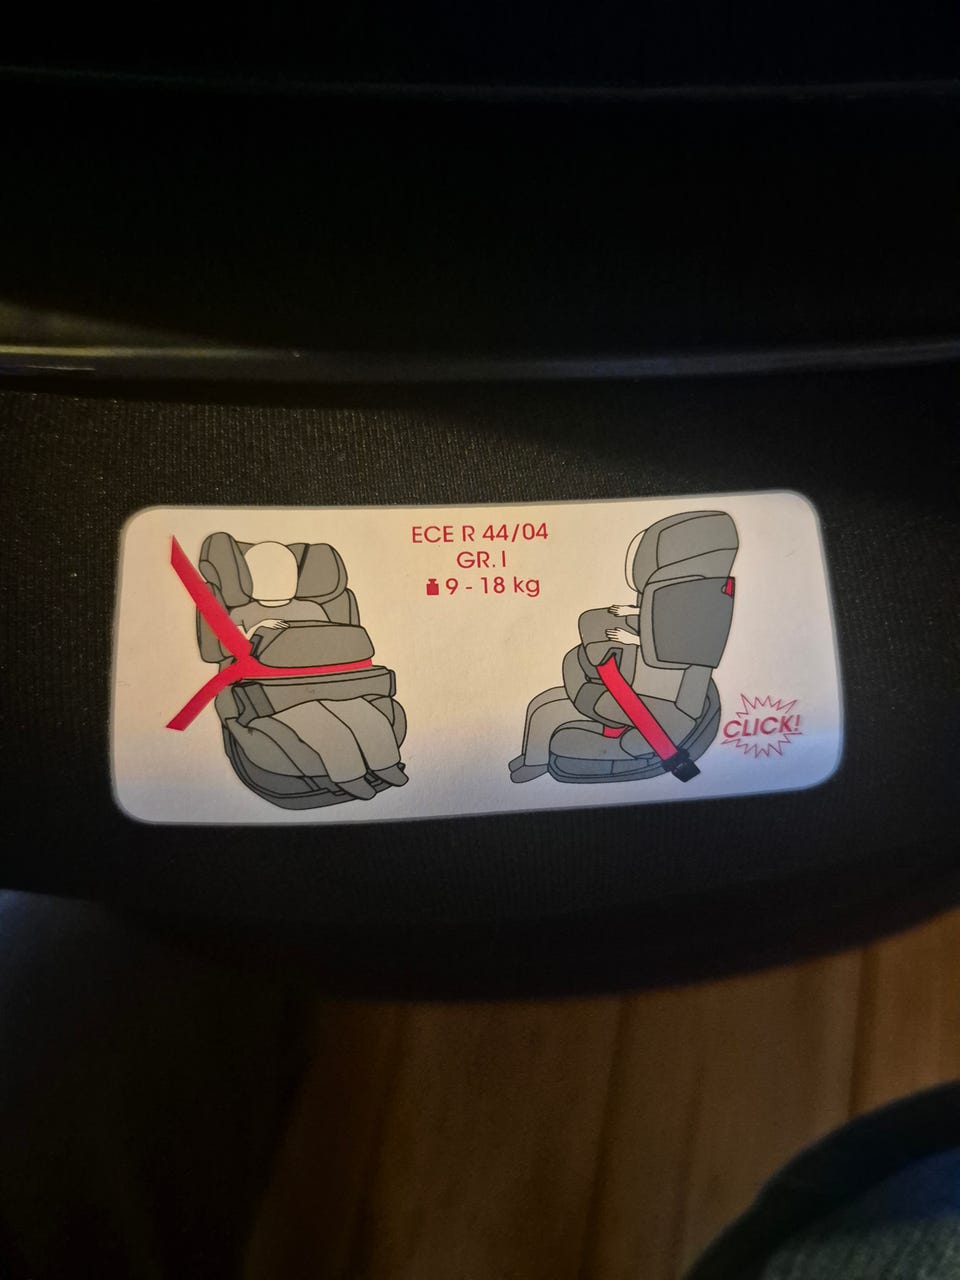 ECE R 44/04
GR. I
9 - 18 kg
CLICK!